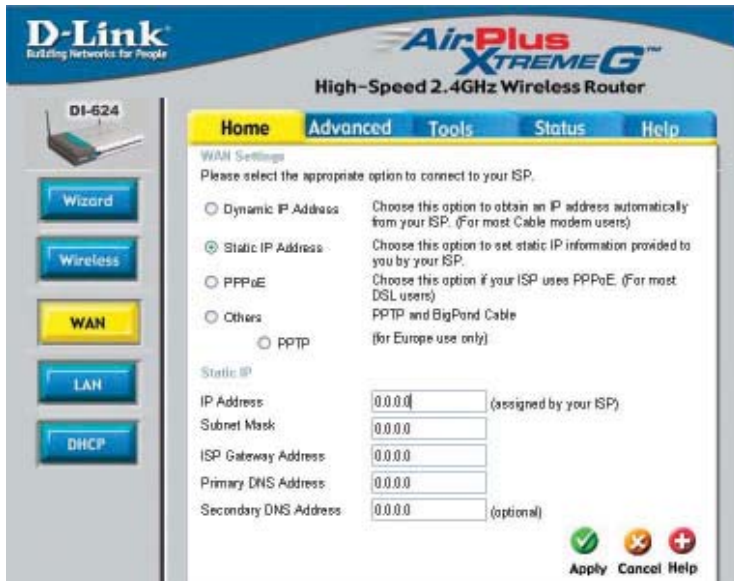 D-Link
Building Networks for People
AirPlus
XTREME G™
High-Speed 2.4GHz Wireless Router
DI-624
Home Advanced Tools Status Help
WAN Settings
Please select the appropriate option to connect to your ISP.
Dynamic IP Address Choose this option to obtain an IP address automatically
from your ISP. (For most Cable modem users)
Static IP Address Choose this option to set static IP information provided to
you by your ISP.
PPPoE Choose this option if your ISP uses PPPoE. (For most
DSL users)
Others PPTP and BigPond Cable
PPTP (for Europe use only)
Wizard
Wireless
WAN
LAN
DHCP
Static IP
IP Address 0.0.0.0 (assigned by your ISP)
Subnet Mask 0.0.0.0
ISP Gateway Address 0.0.0.0
Primary DNS Address 0.0.0.0
Secondary DNS Address 0.0.0.0 (optional)
Apply Cancel Help